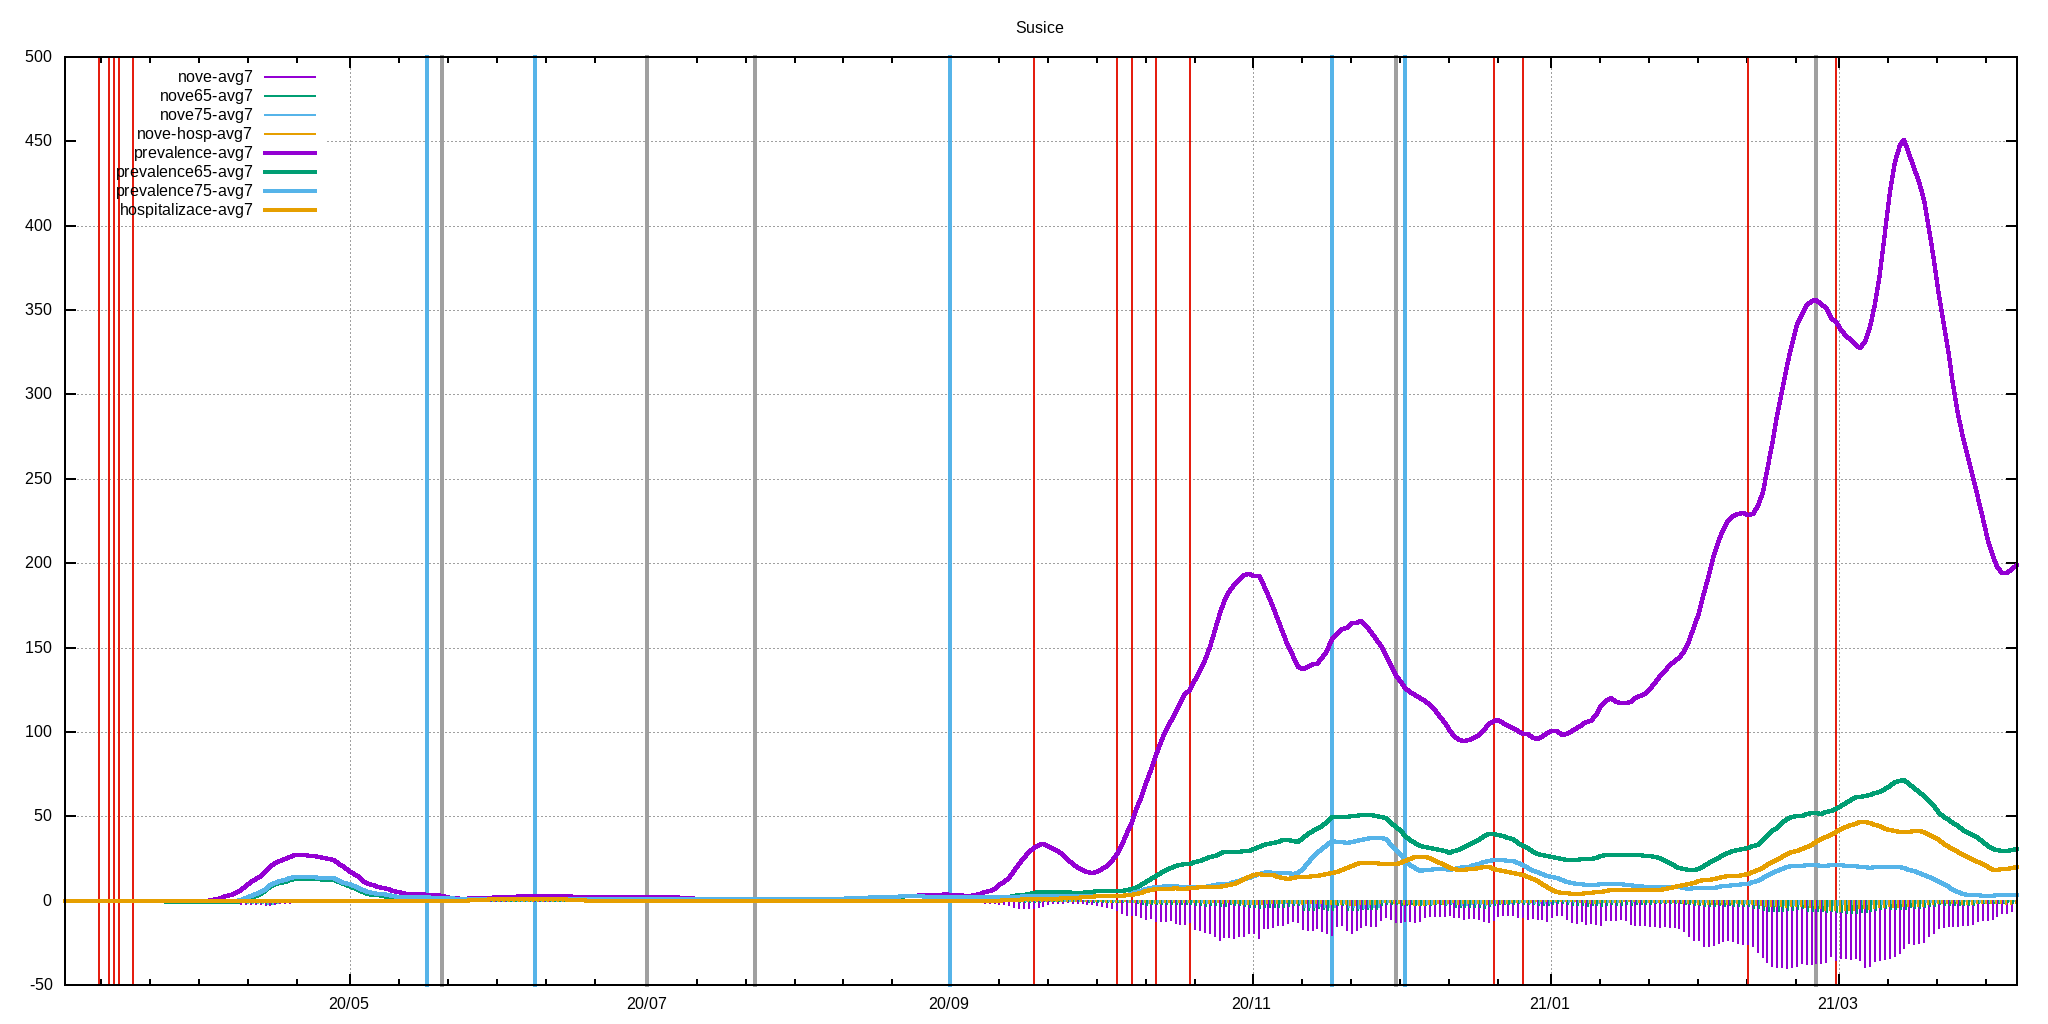 Susice
500
450
400
350
300
250
200
150
100
50
0
-50
nove-avg7
nove65-avg7
nove75-avg7
nove-hosp-avg7
prevalence-avg7
prevalence65-avg7
prevalence75-avg7
hospitalizace-avg7
20/05
20/07
20/09
20/11
21/01
21/03